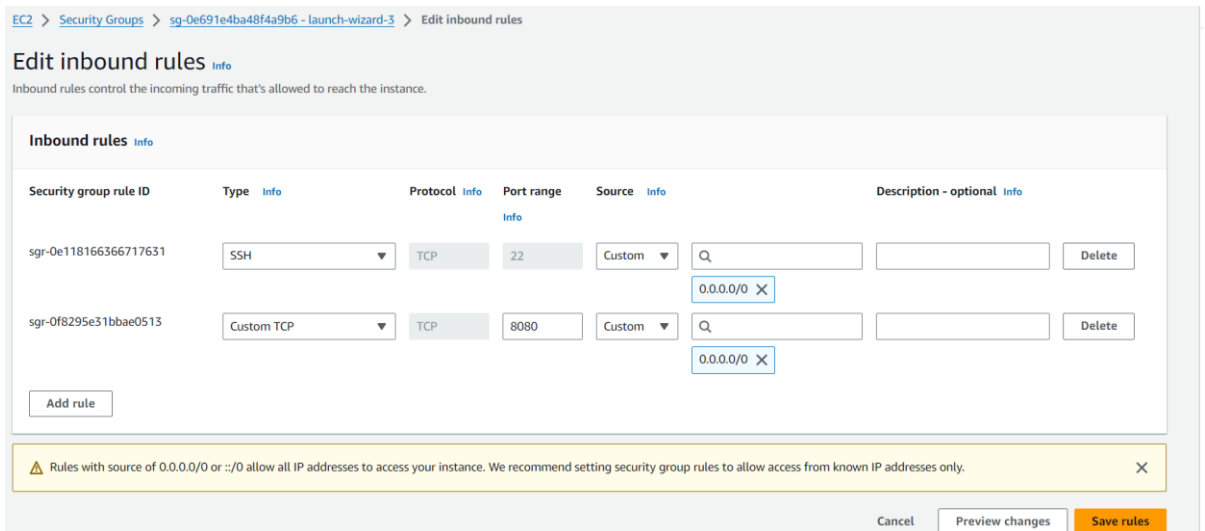 EC2 > Security Groups > sg-0e691e4ba48f4a9b6 - launch-wizard-3 > Edit inbound rules
Edit inbound rules Info
Inbound rules control the incoming traffic that's allowed to reach the instance.
Inbound rules Info
Security group rule ID Type Info Protocol Info Port range Info Source Info Description - optional Info
sgr-0e118166366717631 SSH TCP 22 Custom Delete
0.0.0.0/0
sgr-0f8295e31bbae0513 Custom TCP TCP 8080 Custom Delete
0.0.0.0/0
Add rule
Rules with source of 0.0.0.0/0 or ::/0 allow all IP addresses to access your instance. We recommend setting security group rules to allow access from known IP addresses only.
Cancel Preview changes Save rules